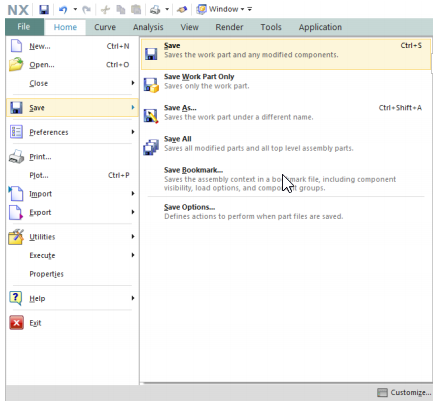 NX Window
File Home Curve Analysis View Render Tools Application
New... Ctrl+N
Open... Ctrl+O
Close
Save
Preferences
Print...
Plot... Ctrl+P
Import
Export
Utilities
Execute
Properties
Help
Exit
Save Ctrl+S
Saves the work part and any modified components.
Save Work Part Only
Saves only the work part.
Save As... Ctrl+Shift+A
Saves the work part under a different name.
Save All
Saves all modified parts and all top level assembly parts.
Save Bookmark...
Saves the assembly context in a bookmark file, including component
visibility, load options, and component groups.
Save Options...
Defines actions to perform when part files are saved.
Customize...